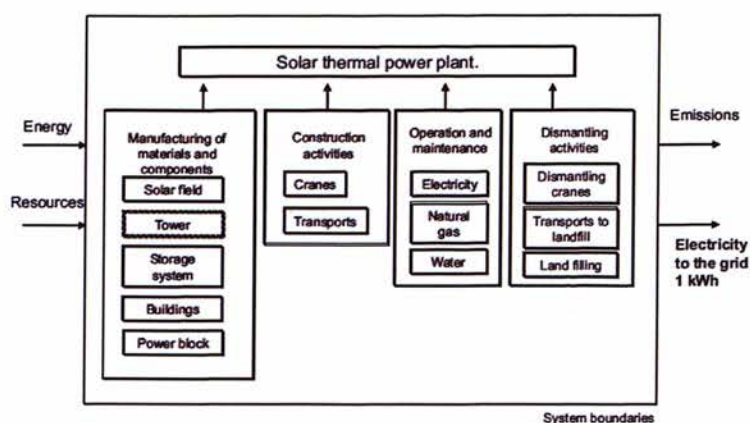 Solar thermal power plant.
Energy
Resources
Manufacturing of
materials and
components
Solar field
Tower
Storage
system
Buildings
Power block
Construction
activities
Cranes
Transports
Operation and
maintenance
Electricity
Natural
gas
Water
Dismantling
activities
Dismantling
cranes
Transports to
landfill
Land filling
Emissions
Electricity
to the grid
1 kWh
System boundaries